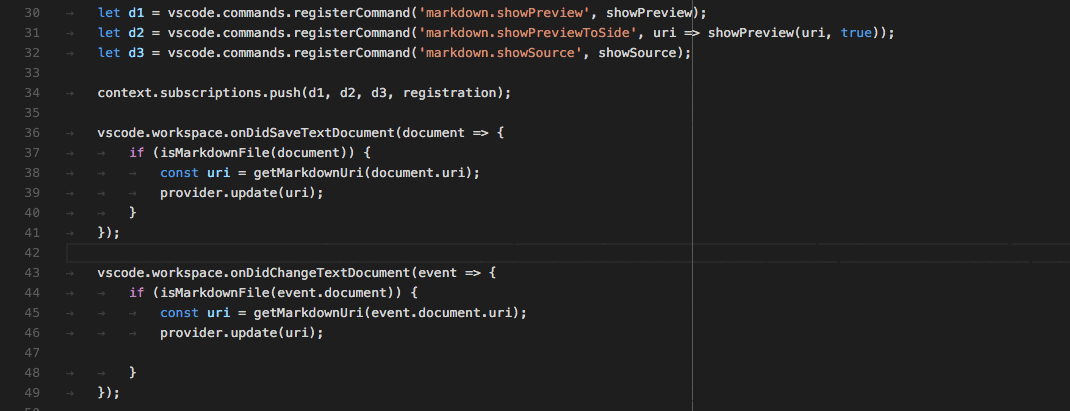 30 let d1 = vscode.commands.registerCommand('markdown.showPreview', showPreview);
31 let d2 = vscode.commands.registerCommand('markdown.showPreviewToSide', uri => showPreview(uri, true));
32 let d3 = vscode.commands.registerCommand('markdown.showSource', showSource);
33
34 context.subscriptions.push(d1, d2, d3, registration);
35
36 vscode.workspace.onDidSaveTextDocument(document => {
37 if (isMarkdownFile(document)) {
38 const uri = getMarkdownUri(document.uri);
39 provider.update(uri);
40 }
41 });
42
43 vscode.workspace.onDidChangeTextDocument(event => {
44 if (isMarkdownFile(event.document)) {
45 const uri = getMarkdownUri(event.document.uri);
46 provider.update(uri);
47
48 }
49 });